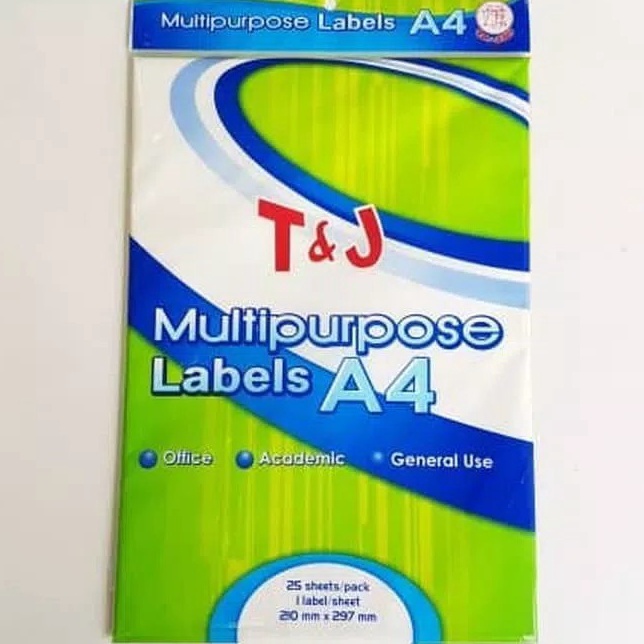 Multipurpose Labels A4
T&J
Multipurpose
Labels A4
Office Academic General Use
25 sheets/pack
1 label/sheet
210 mm x 297 mm